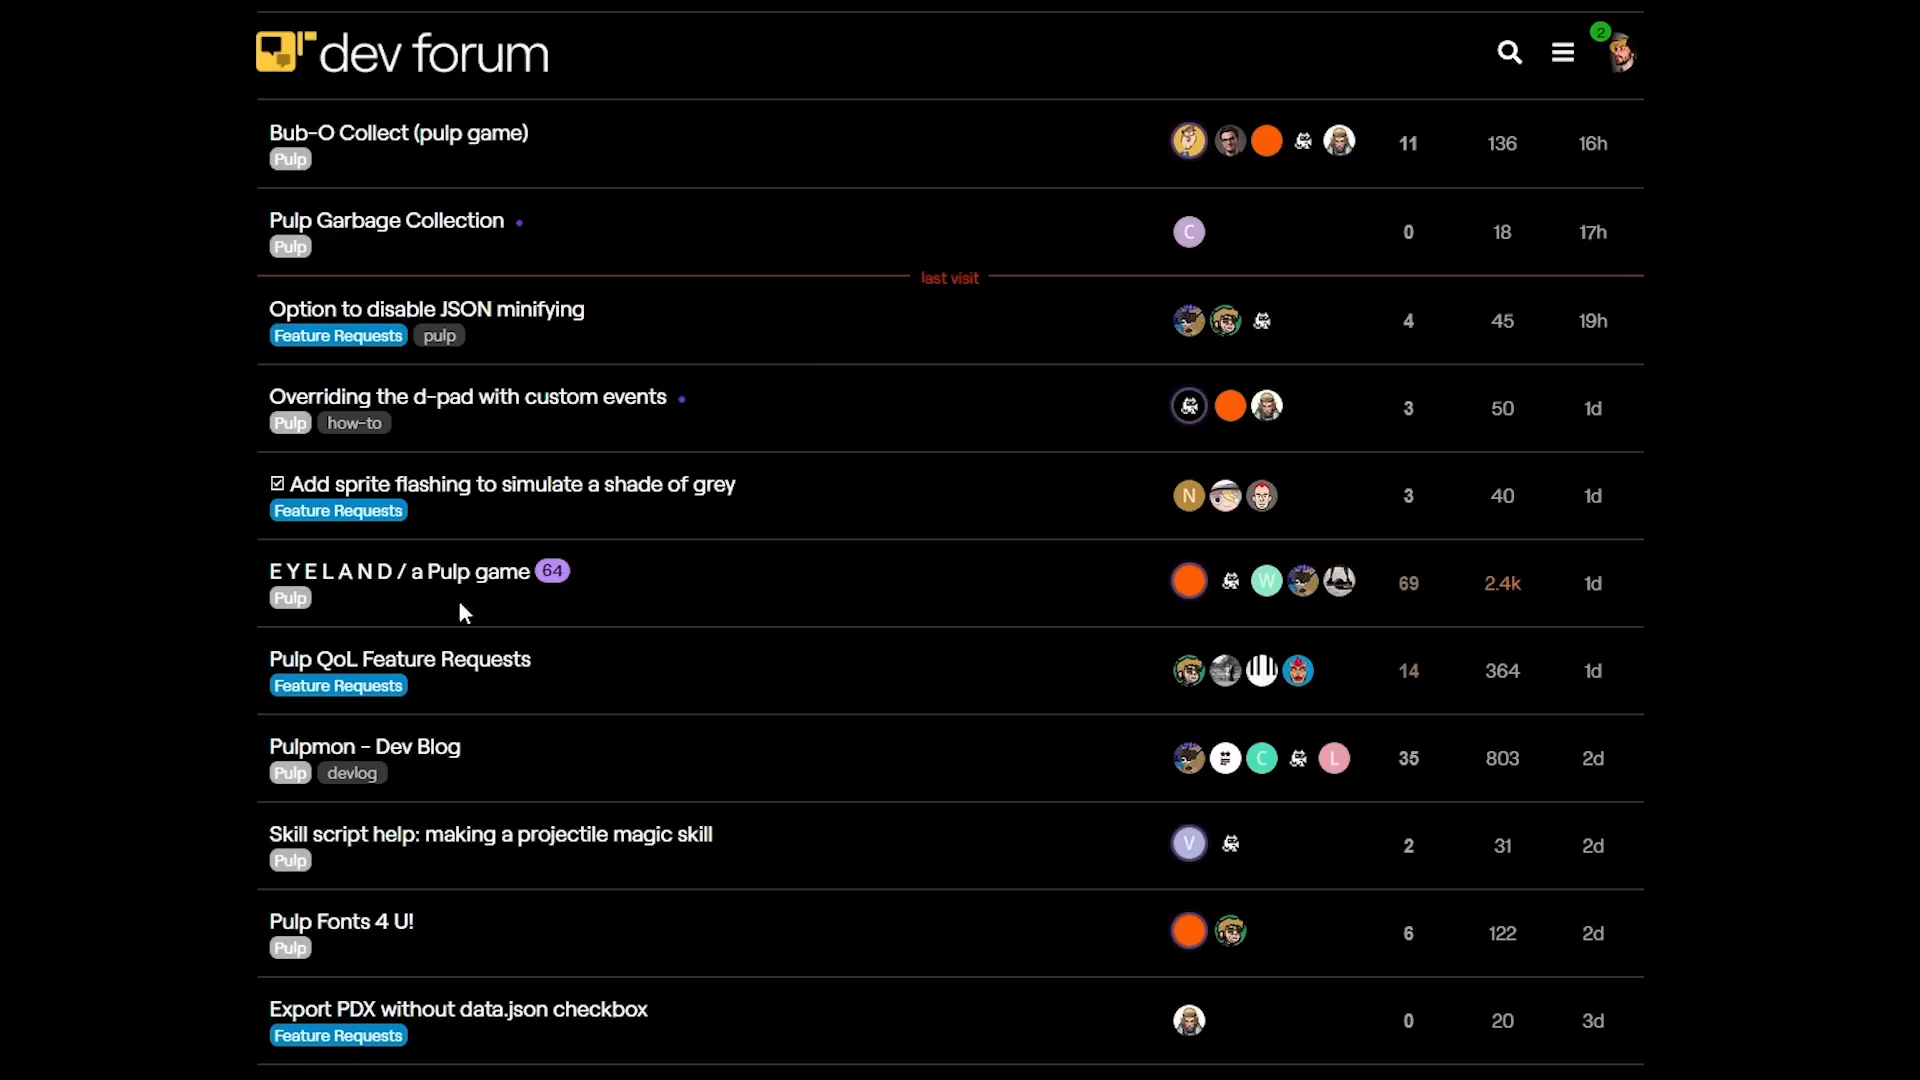 dev forum
2
Bub-O Collect (pulp game)
Pulp
11 136 16h
Pulp Garbage Collection
Pulp
C
0 18 17h
last visit
Option to disable JSON minifying
Feature Requests pulp
4 45 19h
Overriding the d-pad with custom events
Pulp how-to
3 50 1d
Add sprite flashing to simulate a shade of grey
Feature Requests
N
3 40 1d
E Y E L A N D / a Pulp game 64
Pulp
W
69 2.4k 1d
Pulp QoL Feature Requests
Feature Requests
14 364 1d
Pulpmon - Dev Blog
Pulp devlog
C L
35 803 2d
Skill script help: making a projectile magic skill
Pulp
V
2 31 2d
Pulp Fonts 4 U!
Pulp
6 122 2d
Export PDX without data.json checkbox
Feature Requests
0 20 3d